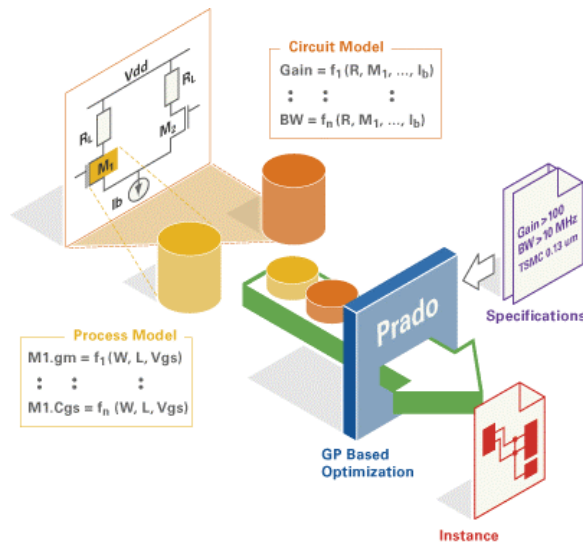 Circuit Model
Gain = f1 (R, M1, ..., Ib)
: : :
BW = fn (R, M1, ..., Ib)
Vdd
RL
RL
M2
M1
Ib
Gain >100
BW >10 MHz
TSMC 0.13 um
Specifications
Prado
Process Model
M1.gm = f1 (W, L, Vgs)
: : :
M1.Cgs = fn (W, L, Vgs)
GP Based
Optimization
Instance